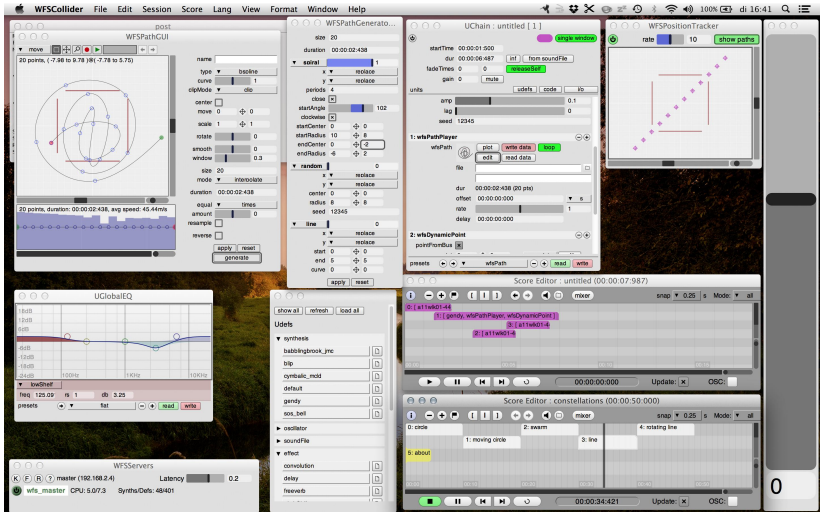 WFSCollider File Edit Session Score Lang View Tool Window Help
100% di 16:41
post
WFSPathGUI
move
20 points, ( -7.98 to 9.78 )@( -7.78 to 5.75)
name
type bspline
curve 1
clipMode clip
center
move 0 0
scale 1 1
rotate 0
smooth 0
window 0.3
size 20
mode interpolate
duration 00:00:02:438
20 points, duration: 00:00:02:438, avg speed: 45.44m/s
equal times
amount 0
resample
reverse
apply reset
generate
WFSPathGenerato...
size 20
duration 00:00:02:438
spiral 1
x replace
y replace
periods 4
close
startAngle 102
clockwise
startCenter 0 0
startRadius 10 8
endCenter 0 -2
endRadius -6 2
random 0
x replace
y replace
center 0 0
radius 8 8
seed 12345
line 0
x replace
y replace
start 0 0
end 5 5
curve 0 0
apply reset
UChain : untitled [ 1 ]
single window
startTime 00:00:01:500
dur 00:00:06:487 inf from soundFile
fadeTimes 0 0 releaseSelf
gain 0 mute
units udefs code i/o
amp 0.1
lag 0
seed 12345
1: wfsPathPlayer
wfsPath plot write data loop
edit read data
file
dur 00:00:02:438 (20 pts)
offset 00:00:00:000 s
rate 1
delay 00:00:00:000
2: wfsDynamicPoint
pointFromBus
presets wfsPath read write
WFSPositionTracker
rate 10 show paths
UGlobalEQ
18dB
12dB
6dB
-6dB
-12dB
-18dB
-24dB 100Hz 1KHz 10KHz
lowShelf
freq 125.09 rs 1 db 3.25
presets flat read write
WFSServers
K F R ? master (192.168.2.4) Latency 0.2
wfs_master CPU: 5.0/7.3 Synths/Defs: 48/401
show all refresh load all
Udefs
synthesis
babblingbrook_jmc
blip
cymbalic_mcld
default
gendy
sos_bell
oscillator
soundFile
effect
convolution
delay
freeverb
Score Editor : untitled (00:00:07:987)
mixer snap 0.25 s Mode: all
0: [ a11wlk01-44
1: [ gendy, wfsPathPlayer, wfsDynamicPoint ]
3: [ a11wlk01-4
2: [ a11wlk01-4
00:00:00:000 Update: OSC:
Score Editor : constellations (00:00:50:000)
mixer snap 0.25 s Mode: all
0: circle 2: swarm 4: rotating line
1: moving circle 3: line
5: about
00:00:34:421 Update: OSC:
0